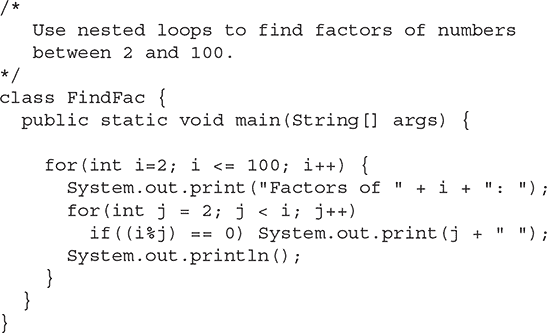 /*
   Use nested loops to find factors of numbers
   between 2 and 100.
*/
class FindFac {
  public static void main(String[] args) {
    for(int i=2; i <= 100; i++) {
      System.out.print("Factors of " + i + ": ");
      for(int j = 2; j < i; j++)
        if((i%j) == 0) System.out.print(j + " ");
      System.out.println();
    }
  }
}